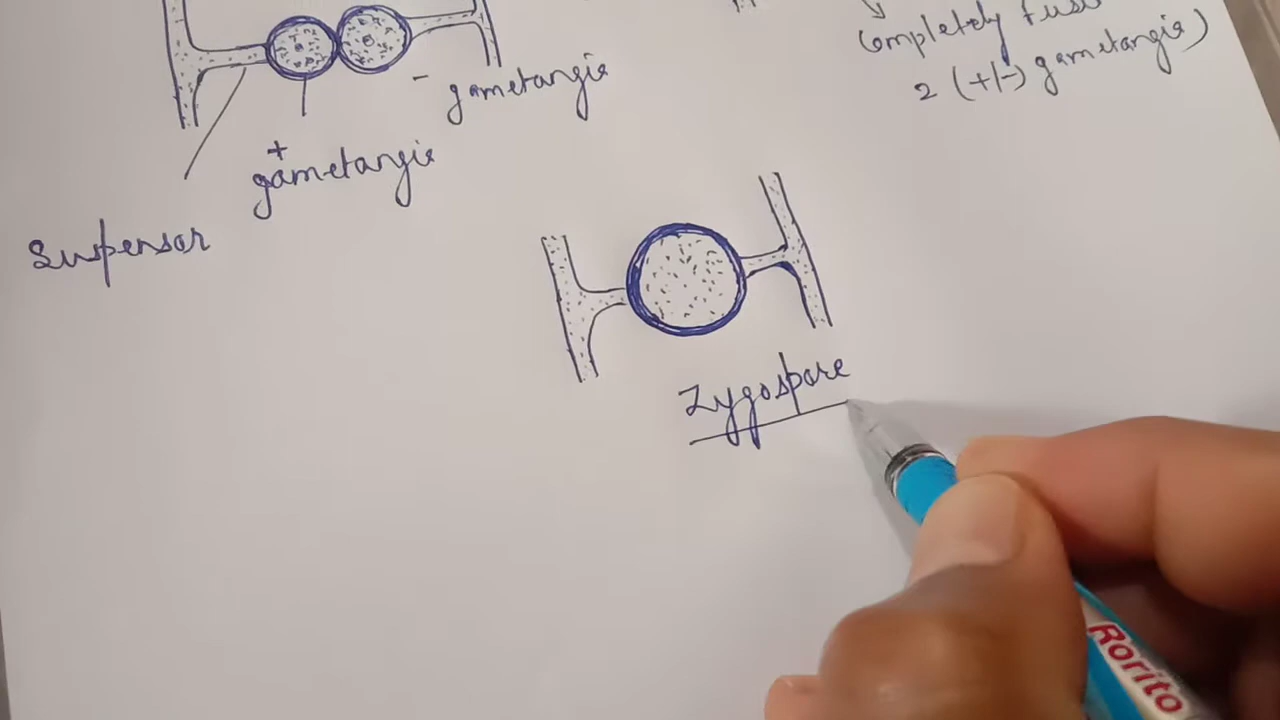 completely fuse
2 (+/-) gametangia)
- gametangia
+
gametangia
Suspensor
Zygospore
Rorito